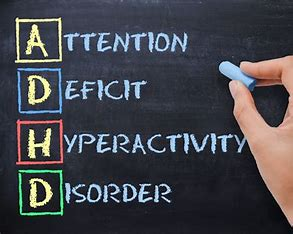 ATTENTION
DEFICIT
HYPERACTIVITY
DISORDER